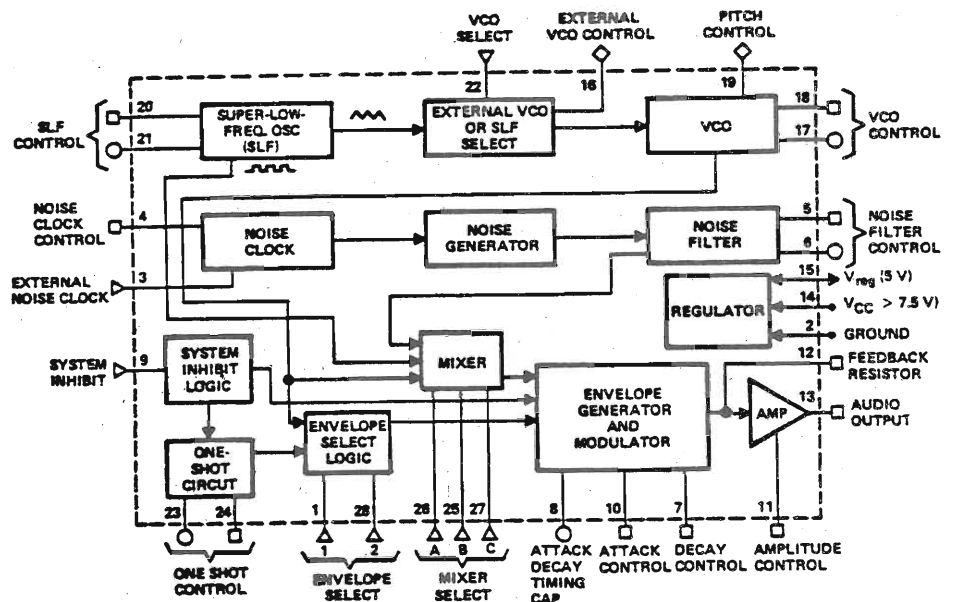 VCO
SELECT
EXTERNAL
VCO CONTROL
PITCH
CONTROL
22
16
19
20
21
SLF
CONTROL
SUPER-LOW-
FREQ. OSC
(SLF)
EXTERNAL VCO
OR SLF
SELECT
VCO
18
17
VCO
CONTROL
NOISE
CLOCK
CONTROL
4
NOISE
CLOCK
NOISE
GENERATOR
NOISE
FILTER
5
6
NOISE
FILTER
CONTROL
EXTERNAL
NOISE CLOCK
3
REGULATOR
15
Vreg (5 V)
14
VCC > 7.5 V)
2
GROUND
SYSTEM
INHIBIT
9
SYSTEM
INHIBIT
LOGIC
MIXER
12
FEEDBACK
RESISTOR
ENVELOPE
GENERATOR
AND
MODULATOR
AMP
13
AUDIO
OUTPUT
ONE-
SHOT
CIRCUT
ENVELOPE
SELECT
LOGIC
23
24
1
28
26
25
27
8
10
7
11
1
2
A
B
C
ONE SHOT
CONTROL
ENVELOPE
SELECT
MIXER
SELECT
ATTACK
DECAY
TIMING
CAP
ATTACK
CONTROL
DECAY
CONTROL
AMPLITUDE
CONTROL